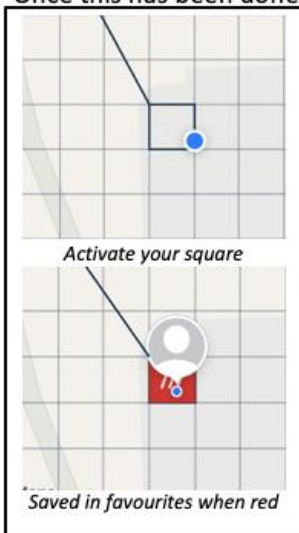 Once this has been done
Activate your square
Saved in favourites when red